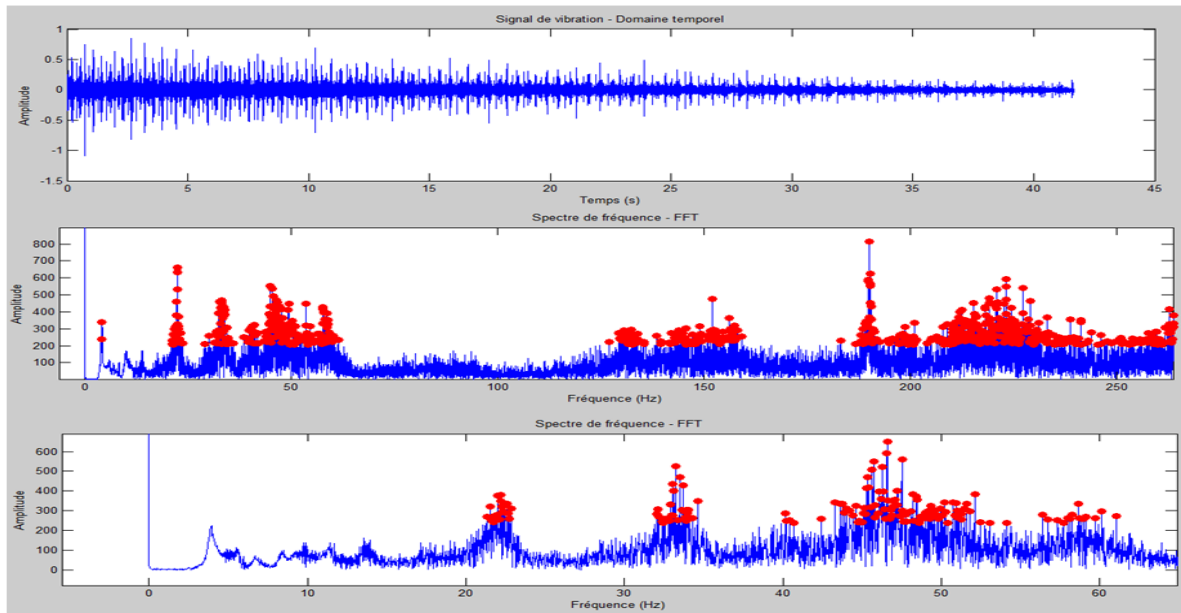 Signal de vibration - Domaine temporel
1
0.5
0
-0.5
-1
-1.5
Amplitude
0 5 10 15 20 25 30 35 40 45
Temps (s)
Spectre de fréquence - FFT
800
700
600
500
400
300
200
100
Amplitude
0 50 100 150 200 250
Fréquence (Hz)
Spectre de fréquence - FFT
600
500
400
300
200
100
0
Amplitude
0 10 20 30 40 50 60
Fréquence (Hz)